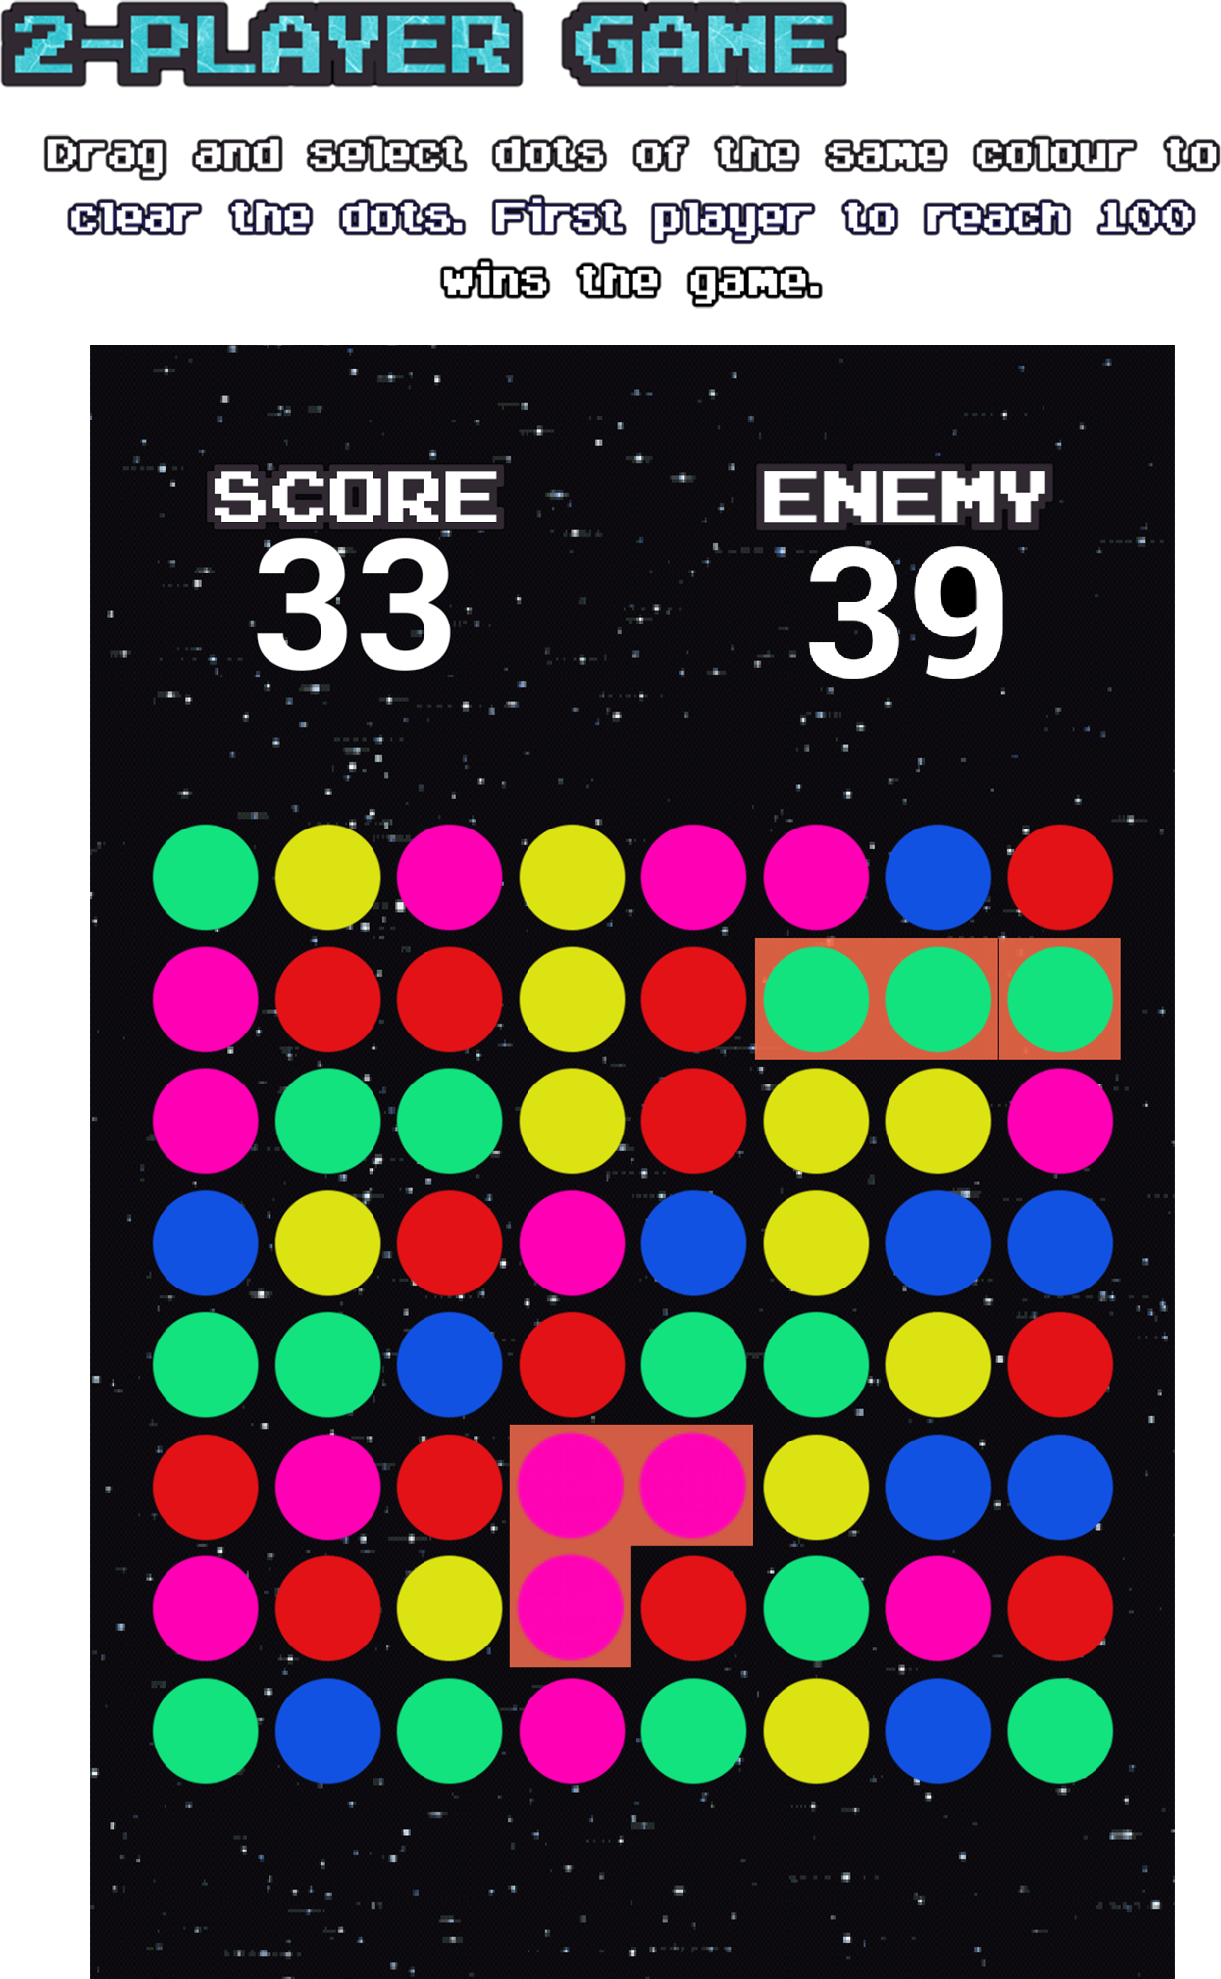 2-PLAYER GAME
Drag and select dots of the same colour to
clear the dots. First player to reach 100
wins the game.
SCORE ENEMY
33 39